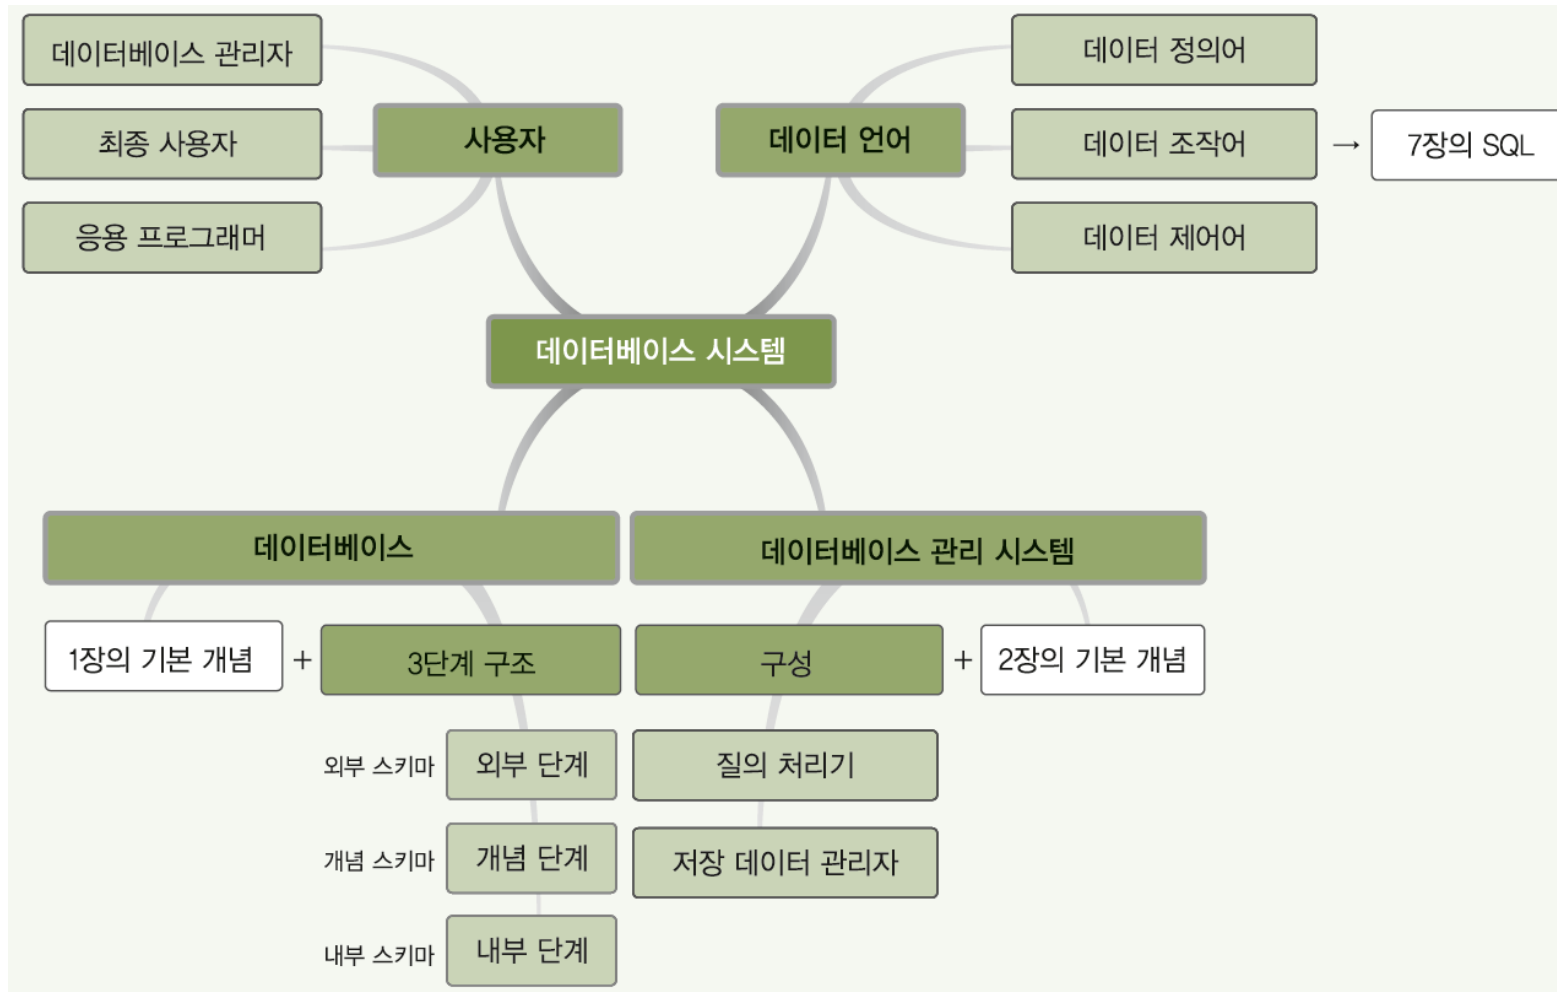 데이터베이스 관리자
최종 사용자
응용 프로그래머
사용자
데이터 언어
데이터 정의어
데이터 조작어 → 7장의 SQL
데이터 제어어
데이터베이스 시스템
데이터베이스
데이터베이스 관리 시스템
1장의 기본 개념 + 3단계 구조
구성 + 2장의 기본 개념
외부 스키마 외부 단계
개념 스키마 개념 단계
내부 스키마 내부 단계
질의 처리기
저장 데이터 관리자